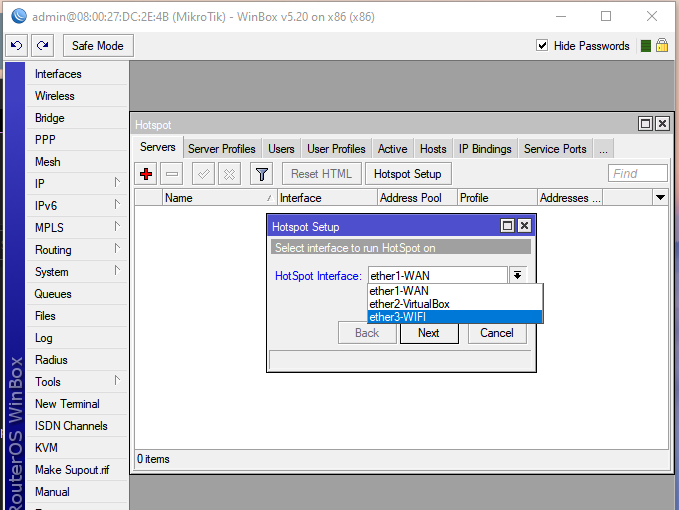 admin@08:00:27:DC:2E:4B (MikroTik) - WinBox v5.20 on x86 (x86)
Safe Mode
Hide Passwords
Interfaces
Wireless
Bridge
PPP
Mesh
IP
IPv6
MPLS
Routing
System
Queues
Files
Log
Radius
Tools
New Terminal
ISDN Channels
KVM
Make Supout.rif
Manual
RouterOS WinBox
Hotspot
Servers Server Profiles Users User Profiles Active Hosts IP Bindings Service Ports ...
Reset HTML Hotspot Setup Find
Name / Interface Address Pool Profile Addresses ...
Hotspot Setup
Select interface to run HotSpot on
HotSpot Interface: ether1-WAN
ether1-WAN
ether2-VirtualBox
ether3-WIFI
Back Next Cancel
0 items